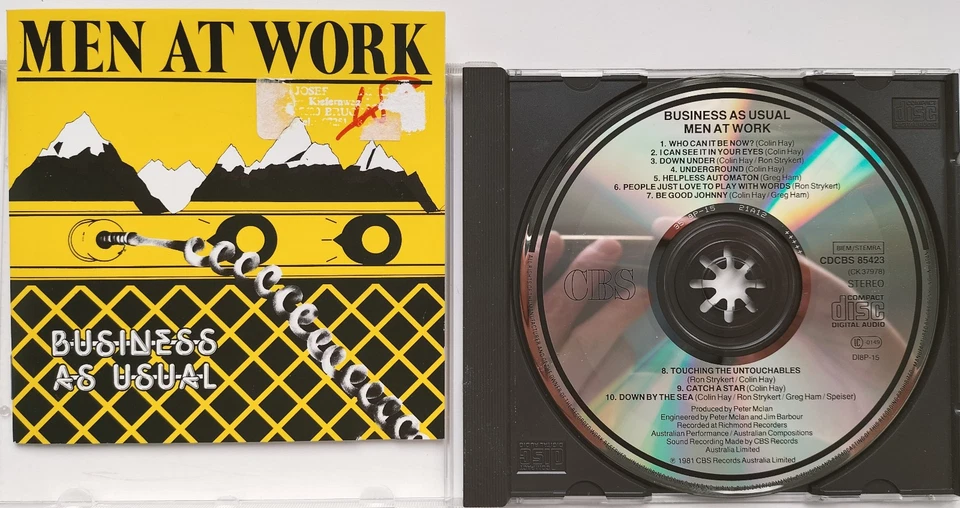 MEN AT WORK
JOSEF
BUSINESS
AS USUAL
BUSINESS AS USUAL
MEN AT WORK
1. WHO CAN IT BE NOW? (Colin Hay)
2. I CAN SEE IT IN YOUR EYES (Colin Hay)
3. DOWN UNDER (Colin Hay / Ron Strykert)
4. UNDERGROUND (Colin Hay)
5. HELPLESS AUTOMATON (Greg Ham)
6. PEOPLE JUST LOVE TO PLAY WITH WORDS (Ron Strykert)
7. BE GOOD JOHNNY (Colin Hay / Greg Ham)
21A12
CBS
BIEM/STEMRA
CDCBS 85423
(CK 37978)
STEREO
COMPACT
disc
DIGITAL AUDIO
LC 0149
DIDP-15
8. TOUCHING THE UNTOUCHABLES
(Ron Strykert / Colin Hay)
9. CATCH A STAR (Colin Hay)
10. DOWN BY THE SEA (Colin Hay / Ron Strykert / Greg Ham / Speiser)
Produced by Peter McIan
Engineered by Peter McIan and Jim Barbour
Recorded at Richmond Recorders
Australian Performance / Australian Compositions
Sound Recording Made by CBS Records
Australia Limited
℗ 1981 CBS Records Australia Limited